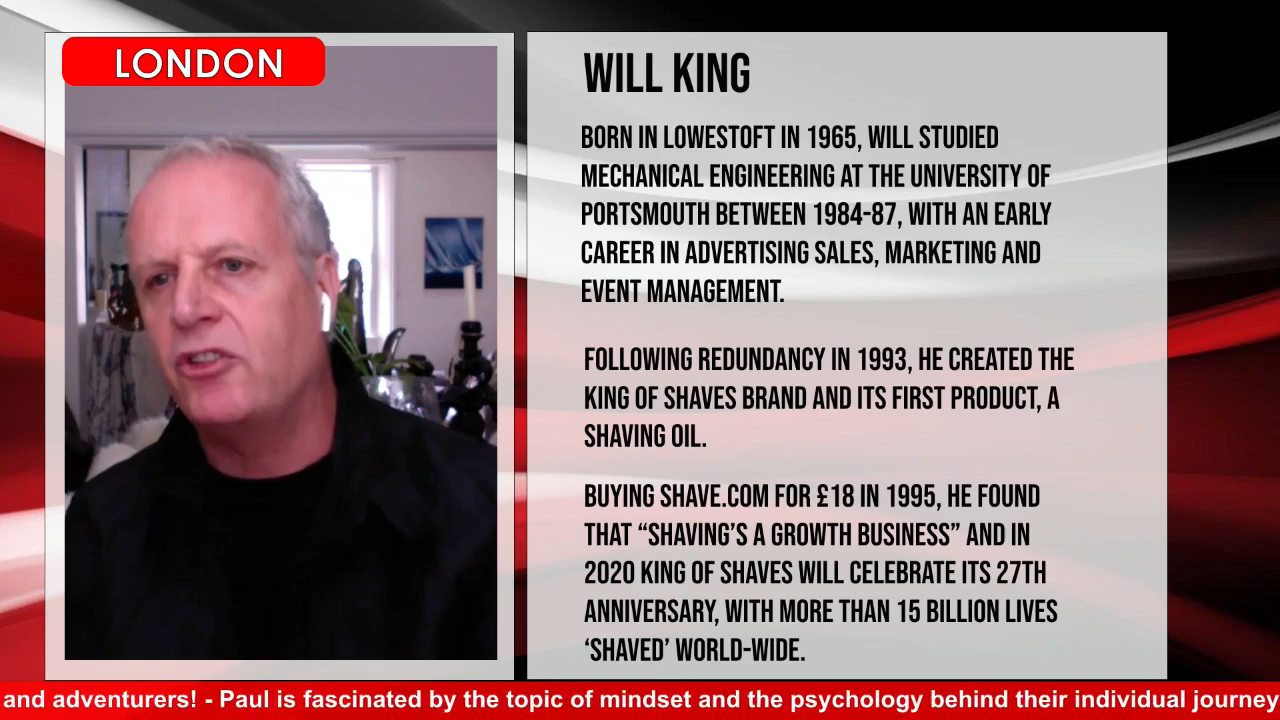 LONDON
WILL KING
BORN IN LOWESTOFT IN 1965, WILL STUDIED
MECHANICAL ENGINEERING AT THE UNIVERSITY OF
PORTSMOUTH BETWEEN 1984-87, WITH AN EARLY
CAREER IN ADVERTISING SALES, MARKETING AND
EVENT MANAGEMENT.
FOLLOWING REDUNDANCY IN 1993, HE CREATED THE
KING OF SHAVES BRAND AND ITS FIRST PRODUCT, A
SHAVING OIL.
BUYING SHAVE.COM FOR £18 IN 1995, HE FOUND
THAT “SHAVING’S A GROWTH BUSINESS” AND IN
2020 KING OF SHAVES WILL CELEBRATE ITS 27TH
ANNIVERSARY, WITH MORE THAN 15 BILLION LIVES
‘SHAVED’ WORLD-WIDE.
and adventurers! - Paul is fascinated by the topic of mindset and the psychology behind their individual journey